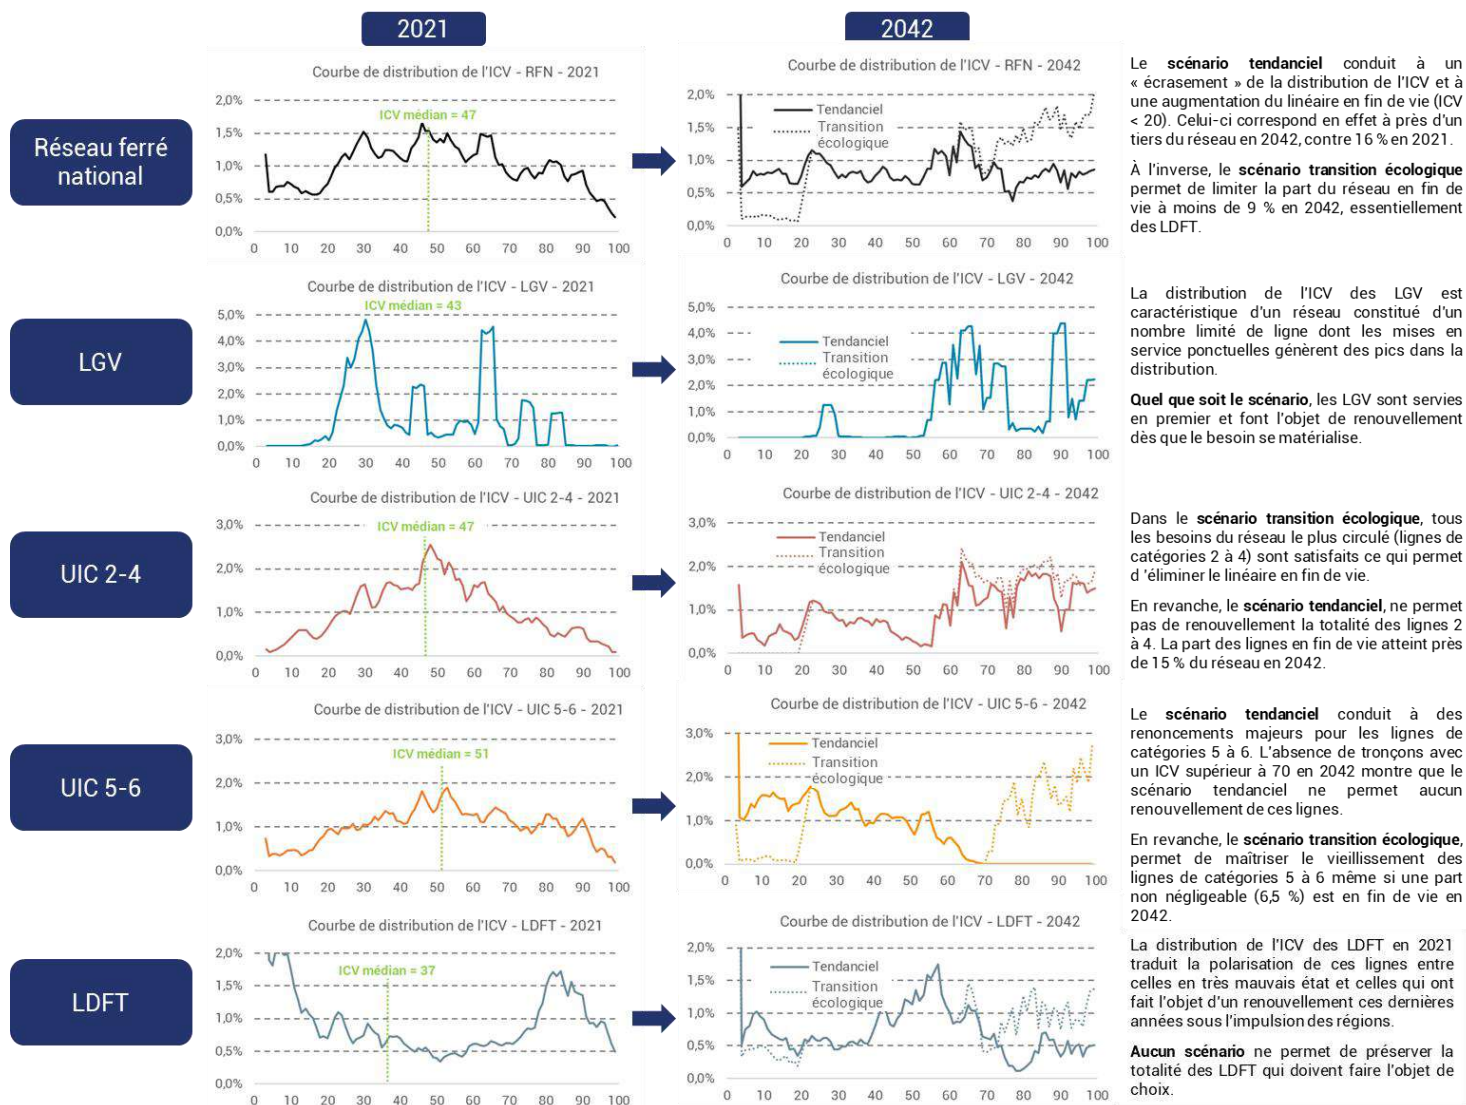 2021
2042
Réseau ferré
national
Courbe de distribution de l'ICV - RFN - 2021
ICV médian = 47
2,0%
1,5%
1,0%
0,5%
0,0%
0 10 20 30 40 50 60 70 80 90 100
Courbe de distribution de l'ICV - RFN - 2042
Tendanciel
Transition
écologique
2,0%
1,5%
1,0%
0,5%
0,0%
0 10 20 30 40 50 60 70 80 90 100
Le scénario tendanciel conduit à un
« écrasement » de la distribution de l'ICV et à
une augmentation du linéaire en fin de vie (ICV
< 20). Celui-ci correspond en effet à près d'un
tiers du réseau en 2042, contre 16 % en 2021.
À l'inverse, le scénario transition écologique
permet de limiter la part du réseau en fin de
vie à moins de 9 % en 2042, essentiellement
des LDFT.
LGV
Courbe de distribution de l'ICV - LGV - 2021
ICV médian = 43
5,0%
4,0%
3,0%
2,0%
1,0%
0,0%
0 10 20 30 40 50 60 70 80 90 100
Courbe de distribution de l'ICV - LGV - 2042
Tendanciel
Transition
écologique
5,0%
4,0%
3,0%
2,0%
1,0%
0,0%
0 10 20 30 40 50 60 70 80 90 100
La distribution de l'ICV des LGV est
caractéristique d'un réseau constitué d'un
nombre limité de ligne dont les mises en
service ponctuelles génèrent des pics dans la
distribution.
Quel que soit le scénario, les LGV sont servies
en premier et font l'objet de renouvellement
dès que le besoin se matérialise.
UIC 2-4
Courbe de distribution de l'ICV - UIC 2-4 - 2021
ICV médian = 47
3,0%
2,0%
1,0%
0,0%
0 10 20 30 40 50 60 70 80 90 100
Courbe de distribution de l'ICV - UIC 2-4 - 2042
Tendanciel
Transition
écologique
3,0%
2,0%
1,0%
0,0%
0 10 20 30 40 50 60 70 80 90 100
Dans le scénario transition écologique, tous
les besoins du réseau le plus circulé (lignes de
catégories 2 à 4) sont satisfaits ce qui permet
d 'éliminer le linéaire en fin de vie.
En revanche, le scénario tendanciel, ne permet
pas de renouvellement la totalité des lignes 2
à 4. La part des lignes en fin de vie atteint près
de 15 % du réseau en 2042.
UIC 5-6
Courbe de distribution de l'ICV - UIC 5-6 - 2021
ICV médian = 51
3,0%
2,0%
1,0%
0,0%
0 10 20 30 40 50 60 70 80 90 100
Courbe de distribution de l'ICV - UIC 5-6 - 2042
Tendanciel
Transition
écologique
3,0%
2,0%
1,0%
0,0%
0 10 20 30 40 50 60 70 80 90 100
Le scénario tendanciel conduit à des
renoncements majeurs pour les lignes de
catégories 5 à 6. L'absence de tronçons avec
un ICV supérieur à 70 en 2042 montre que le
scénario tendanciel ne permet aucun
renouvellement de ces lignes.
En revanche, le scénario transition écologique,
permet de maîtriser le vieillissement des
lignes de catégories 5 à 6 même si une part
non négligeable (6,5 %) est en fin de vie en
2042.
LDFT
Courbe de distribution de l'ICV - LDFT - 2021
ICV médian = 37
2,0%
1,5%
1,0%
0,5%
0,0%
0 10 20 30 40 50 60 70 80 90 100
Courbe de distribution de l'ICV - LDFT - 2042
Tendanciel
Transition
écologique
2,0%
1,5%
1,0%
0,5%
0,0%
0 10 20 30 40 50 60 70 80 90 100
La distribution de l'ICV des LDFT en 2021
traduit la polarisation de ces lignes entre
celles en très mauvais état et celles qui ont
fait l'objet d'un renouvellement ces dernières
années sous l'impulsion des régions.
Aucun scénario ne permet de préserver la
totalité des LDFT qui doivent faire l'objet de
choix.